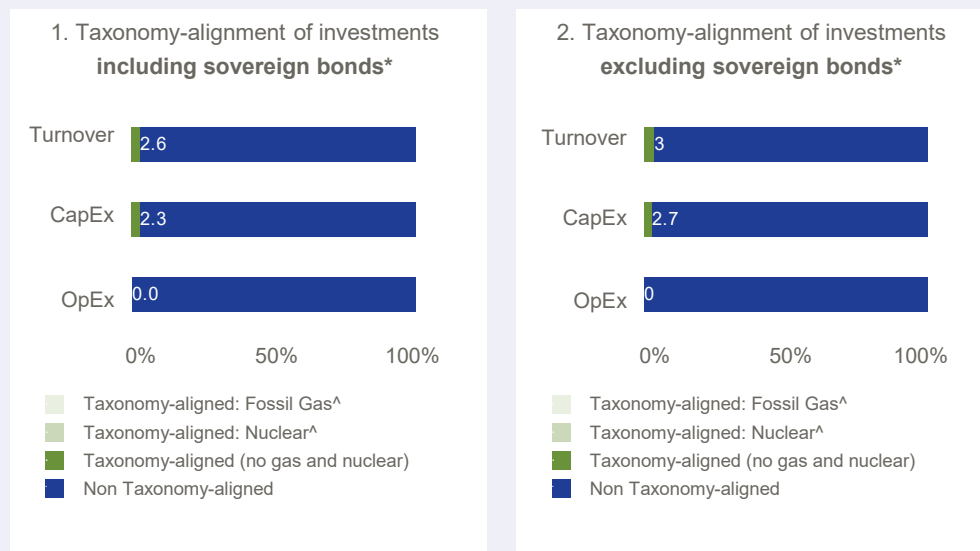 1. Taxonomy-alignment of investments
including sovereign bonds*
Turnover
2.6
CapEx
2.3
OpEx
0.0
0% 50% 100%
Taxonomy-aligned: Fossil Gas^
Taxonomy-aligned: Nuclear^
Taxonomy-aligned (no gas and nuclear)
Non Taxonomy-aligned
2. Taxonomy-alignment of investments
excluding sovereign bonds*
Turnover
3
CapEx
2.7
OpEx
0
0% 50% 100%
Taxonomy-aligned: Fossil Gas^
Taxonomy-aligned: Nuclear^
Taxonomy-aligned (no gas and nuclear)
Non Taxonomy-aligned